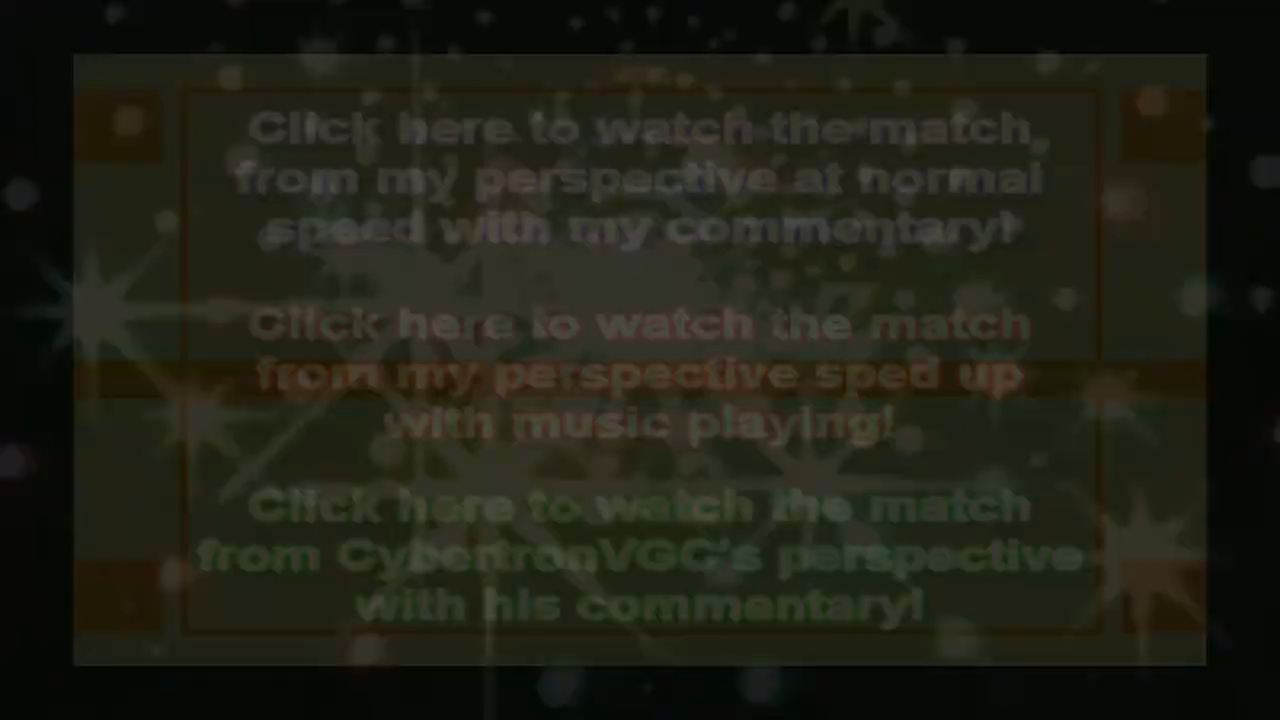 Click here to watch the match
from my perspective at normal
speed with my commentary!
Click here to watch the match
from my perspective sped up
with music playing!
Click here to watch the match
from CybertronVGC's perspective
with his commentary!